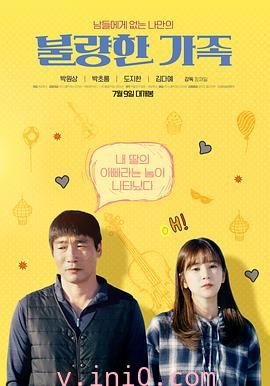 남들에게 없는 나만의
불량한 가족
박원상 | 박초롱 | 도지한 | 김다예 감독 장재일
7월 9일 대개봉
내 딸의
아빠라는 놈이
나타났다
OH!
v.ini0.com